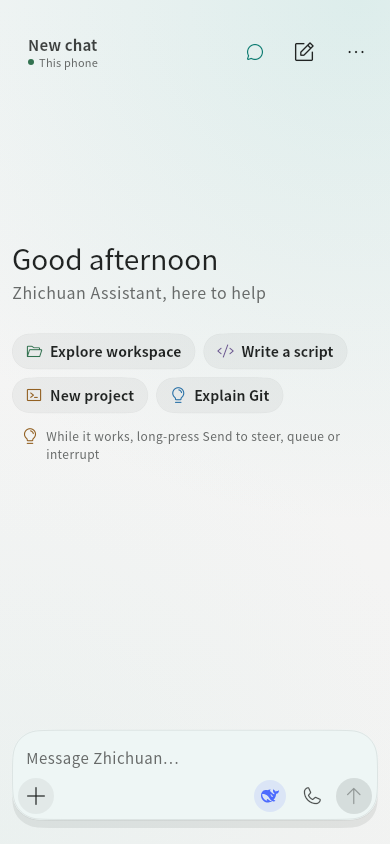 New chat
This phone
Good afternoon
Zhichuan Assistant, here to help
Explore workspace
Write a script
New project
Explain Git
While it works, long-press Send to steer, queue or
interrupt
Message Zhichuan…